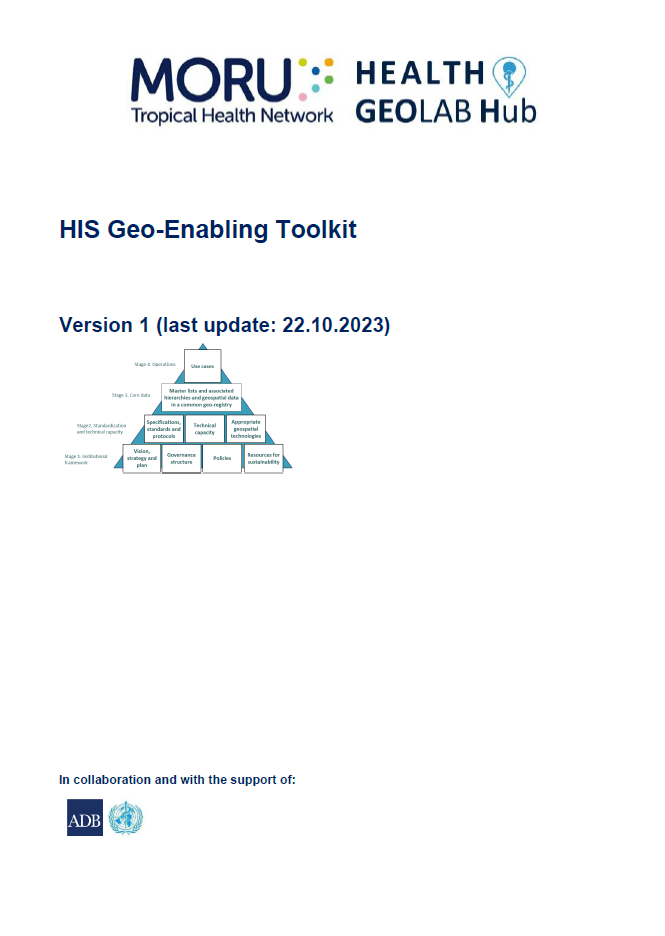 MORU
Tropical Health Network
HEALTH
GEOLAB Hub
HIS Geo-Enabling Toolkit
Version 1 (last update: 22.10.2023)
Stage 4: Operations
Use cases
Stage 3. Core data
Master lists and associated
hierarchies and geospatial data
in a common geo-registry
Stage2. Standardization
and technical capacity
Specifications,
standards and
protocols
Technical
capacity
Appropriate
geospatial
technologies
Stage 1. Institutional
framework
Vision,
strategy and
plan
Governance
structure
Policies
Resources for
sustainability
In collaboration and with the support of:
ADB